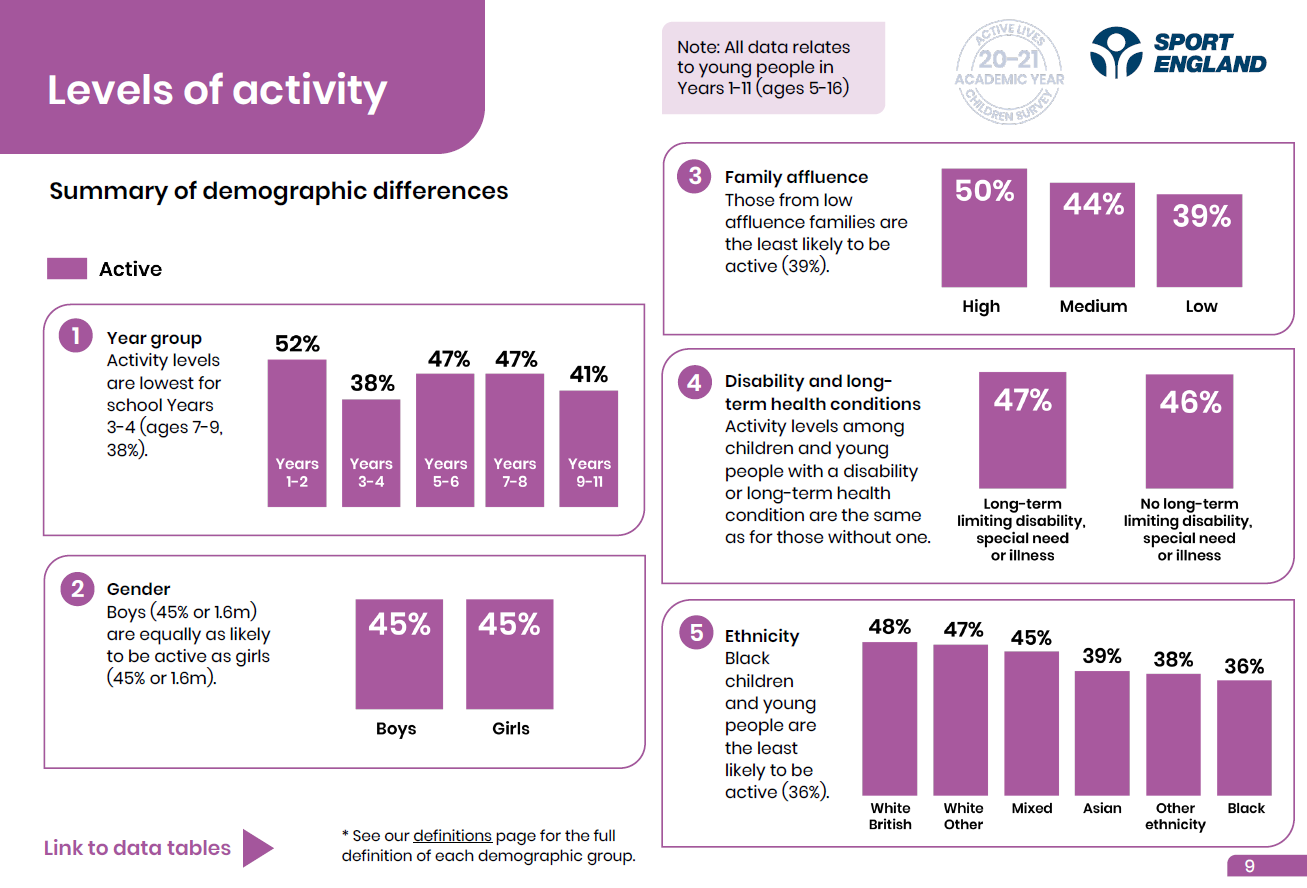 Levels of activity
Note: All data relates
to young people in
Years 1-11 (ages 5-16)
ACTIVE LIVES
20-21
ACADEMIC YEAR
CHILDREN SURVEY
SPORT
ENGLAND
Summary of demographic differences
Active
1
Year group
Activity levels
are lowest for
school Years
3-4 (ages 7-9,
38%).
52%
38%
47%
47%
41%
Years
1-2
Years
3-4
Years
5-6
Years
7-8
Years
9-11
2
Gender
Boys (45% or 1.6m)
are equally as likely
to be active as girls
(45% or 1.6m).
45%
45%
Boys
Girls
3
Family affluence
Those from low
affluence families are
the least likely to be
active (39%).
50%
44%
39%
High
Medium
Low
4
Disability and long-
term health conditions
Activity levels among
children and young
people with a disability
or long-term health
condition are the same
as for those without one.
47%
46%
Long-term
limiting disability,
special need
or illness
No long-term
limiting disability,
special need
or illness
5
Ethnicity
Black
children
and young
people are
the least
likely to be
active (36%).
48%
47%
45%
39%
38%
36%
White
British
White
Other
Mixed
Asian
Other
ethnicity
Black
Link to data tables
* See our definitions page for the full
definition of each demographic group.
9